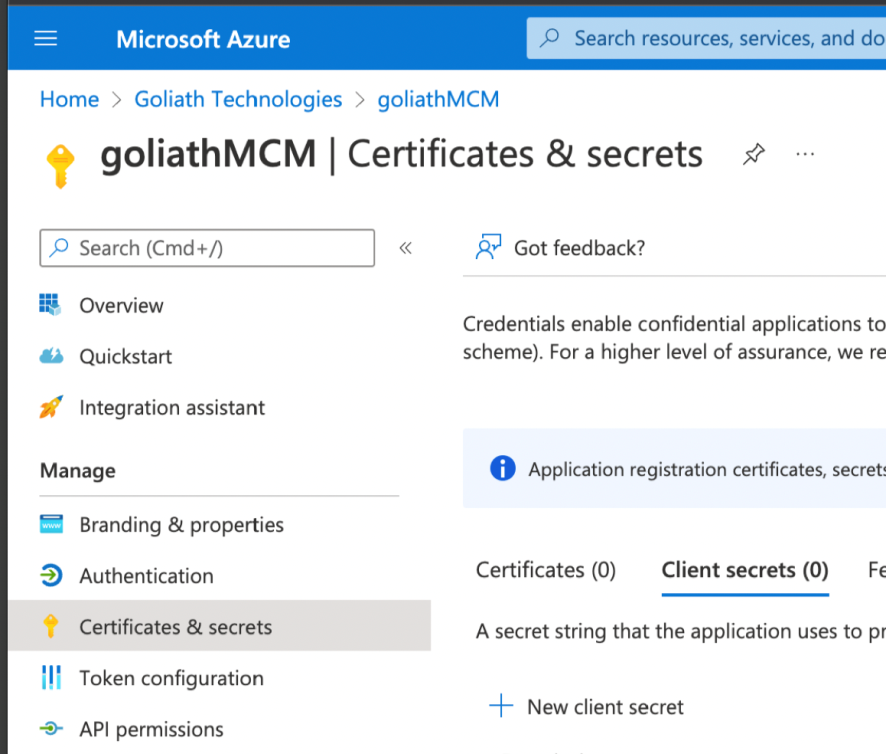 Microsoft Azure
Search resources, services, and do
Home > Goliath Technologies > goliathMCM
goliathMCM | Certificates & secrets
Search (Cmd+/)
«
Got feedback?
Overview
Quickstart
Integration assistant
Manage
Branding & properties
Authentication
Certificates & secrets
Token configuration
API permissions
Credentials enable confidential applications to
scheme). For a higher level of assurance, we re
Application registration certificates, secrets
Certificates (0) Client secrets (0) Fe
A secret string that the application uses to pr
New client secret